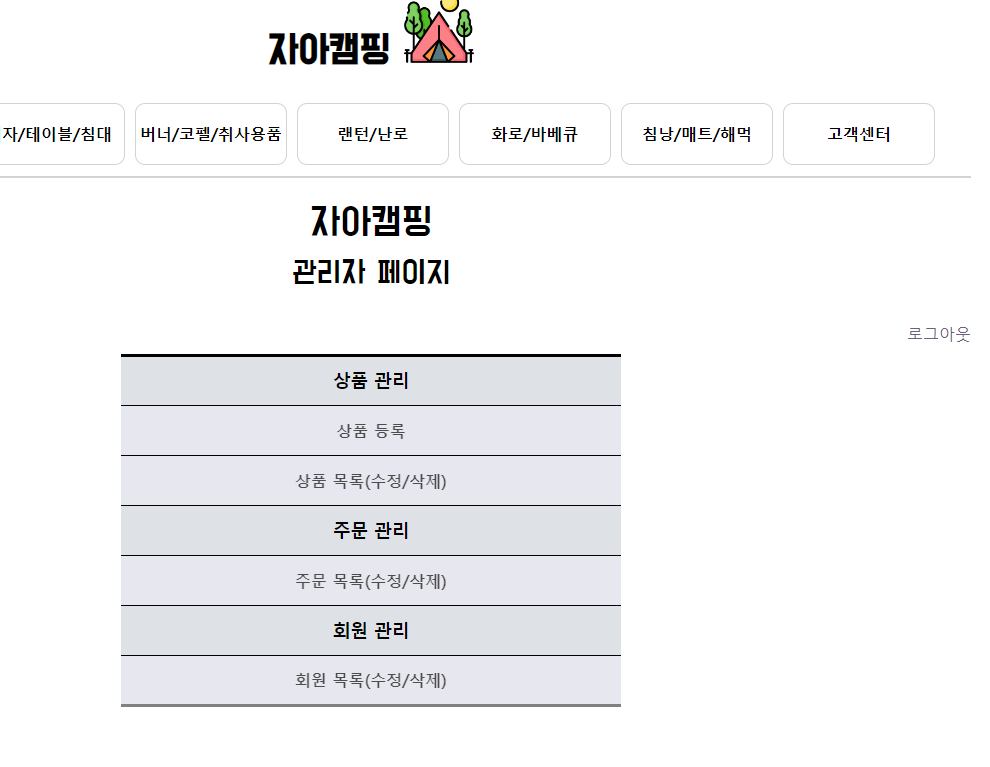 자아캠핑
자/테이블/침대 버너/코펠/취사용품 랜턴/난로 화로/바베큐 침낭/매트/해먹 고객센터
자아캠핑
관리자 페이지
로그아웃
상품 관리
상품 등록
상품 목록(수정/삭제)
주문 관리
주문 목록(수정/삭제)
회원 관리
회원 목록(수정/삭제)